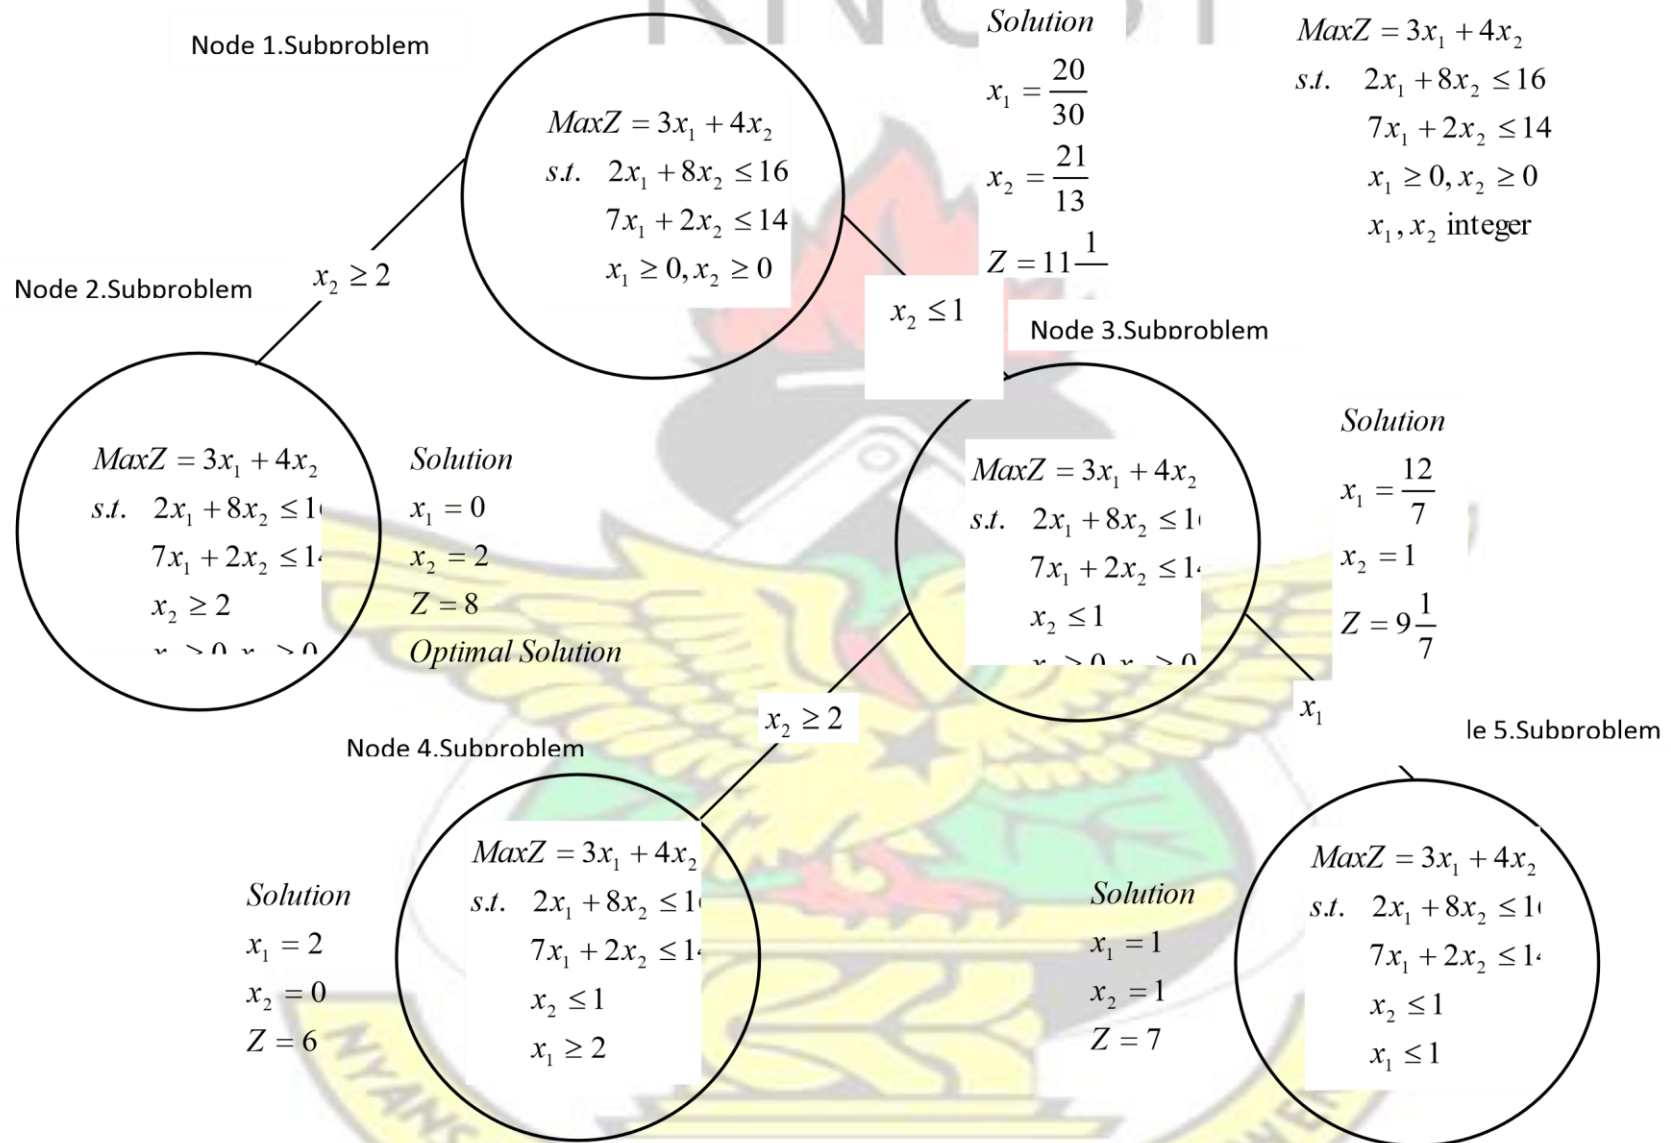 KNUST
Node 1.Subproblem
MaxZ = 3x₁ + 4x₂
s.t. 2x₁ + 8x₂ ≤ 16
7x₁ + 2x₂ ≤ 14
x₁ ≥ 0, x₂ ≥ 0
Solution
x₁ = 20/30
x₂ = 21/13
Z = 11 1
MaxZ = 3x₁ + 4x₂
s.t. 2x₁ + 8x₂ ≤ 16
7x₁ + 2x₂ ≤ 14
x₁ ≥ 0, x₂ ≥ 0
x₁, x₂ integer
x₂ ≥ 2
x₂ ≤ 1
Node 2.Subproblem
MaxZ = 3x₁ + 4x₂
s.t. 2x₁ + 8x₂ ≤ 1
7x₁ + 2x₂ ≤ 1
x₂ ≥ 2
Solution
x₁ = 0
x₂ = 2
Z = 8
Optimal Solution
Node 3.Subproblem
MaxZ = 3x₁ + 4x₂
s.t. 2x₁ + 8x₂ ≤ 1
7x₁ + 2x₂ ≤ 1
x₂ ≤ 1
Solution
x₁ = 12/7
x₂ = 1
Z = 9 1/7
x₂ ≥ 2
x₁
Node 4.Subproblem
Solution
x₁ = 2
x₂ = 0
Z = 6
MaxZ = 3x₁ + 4x₂
s.t. 2x₁ + 8x₂ ≤ 1
7x₁ + 2x₂ ≤ 1
x₂ ≤ 1
x₁ ≥ 2
le 5.Subproblem
Solution
x₁ = 1
x₂ = 1
Z = 7
MaxZ = 3x₁ + 4x₂
s.t. 2x₁ + 8x₂ ≤ 1
7x₁ + 2x₂ ≤ 1
x₂ ≤ 1
x₁ ≤ 1
NYANS